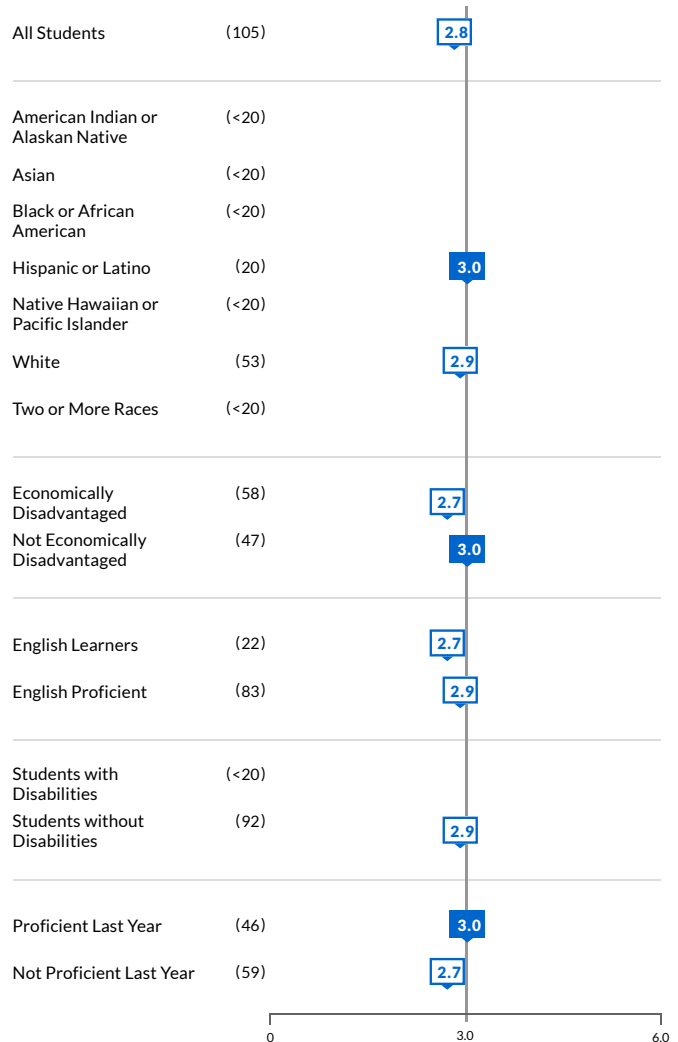 All Students (105) 2.8
American Indian or (<20)
Alaskan Native
Asian (<20)
Black or African (<20)
American
Hispanic or Latino (20) 3.0
Native Hawaiian or (<20)
Pacific Islander
White (53) 2.9
Two or More Races (<20)
Economically (58) 2.7
Disadvantaged
Not Economically (47) 3.0
Disadvantaged
English Learners (22) 2.7
English Proficient (83) 2.9
Students with (<20)
Disabilities
Students without (92) 2.9
Disabilities
Proficient Last Year (46) 3.0
Not Proficient Last Year (59) 2.7
0 3.0 6.0